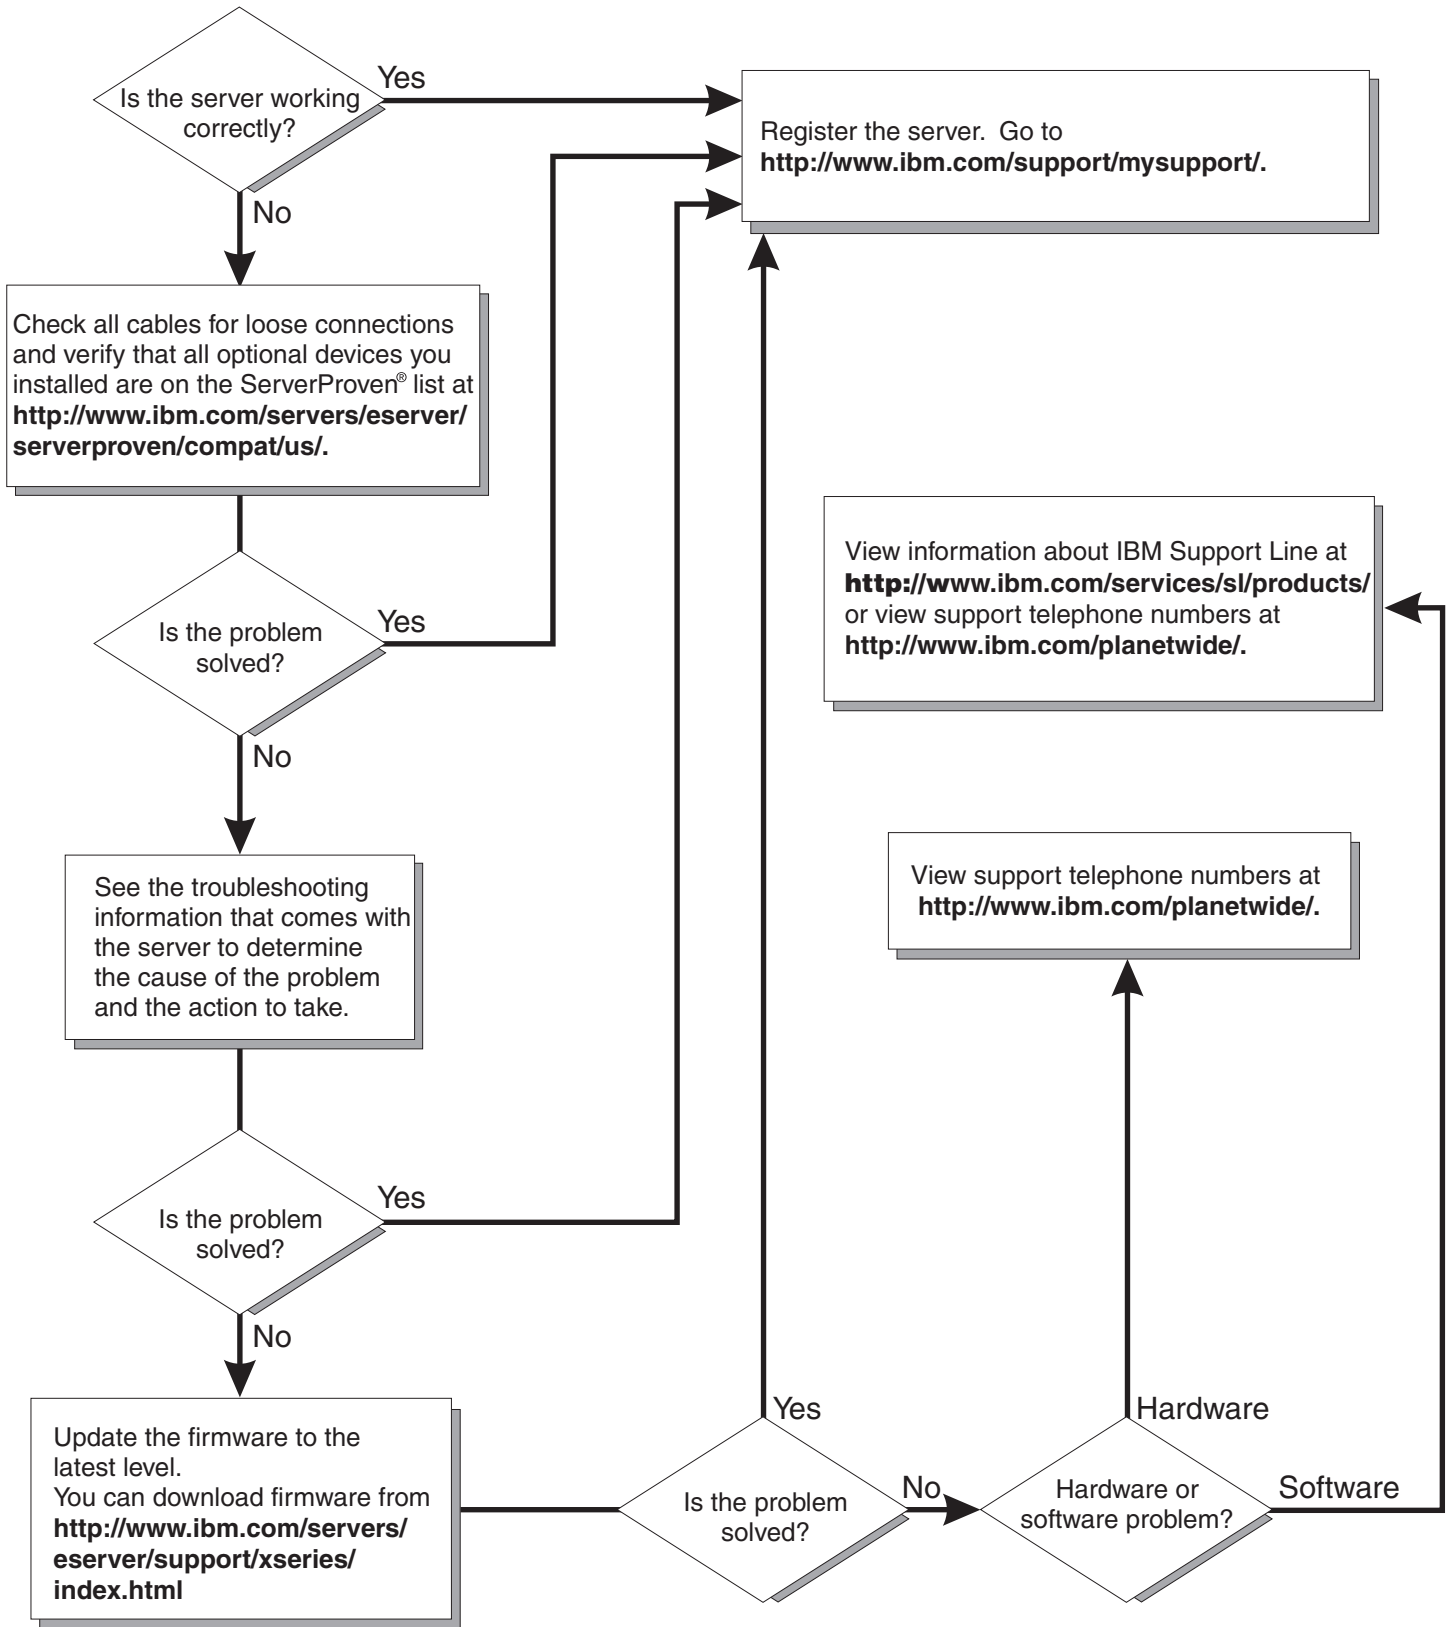 Is the server working
correctly?
Yes
No
Register the server. Go to
http://www.ibm.com/support/mysupport/.
Check all cables for loose connections
and verify that all optional devices you
installed are on the ServerProven® list at
http://www.ibm.com/servers/eserver/
serverproven/compat/us/.
Is the problem
solved?
Yes
No
View information about IBM Support Line at
http://www.ibm.com/services/sl/products/
or view support telephone numbers at
http://www.ibm.com/planetwide/.
See the troubleshooting
information that comes with
the server to determine
the cause of the problem
and the action to take.
View support telephone numbers at
http://www.ibm.com/planetwide/.
Is the problem
solved?
Yes
No
Update the firmware to the
latest level.
You can download firmware from
http://www.ibm.com/servers/
eserver/support/xseries/
index.html
Is the problem
solved?
Yes
No
Hardware or
software problem?
Hardware
Software